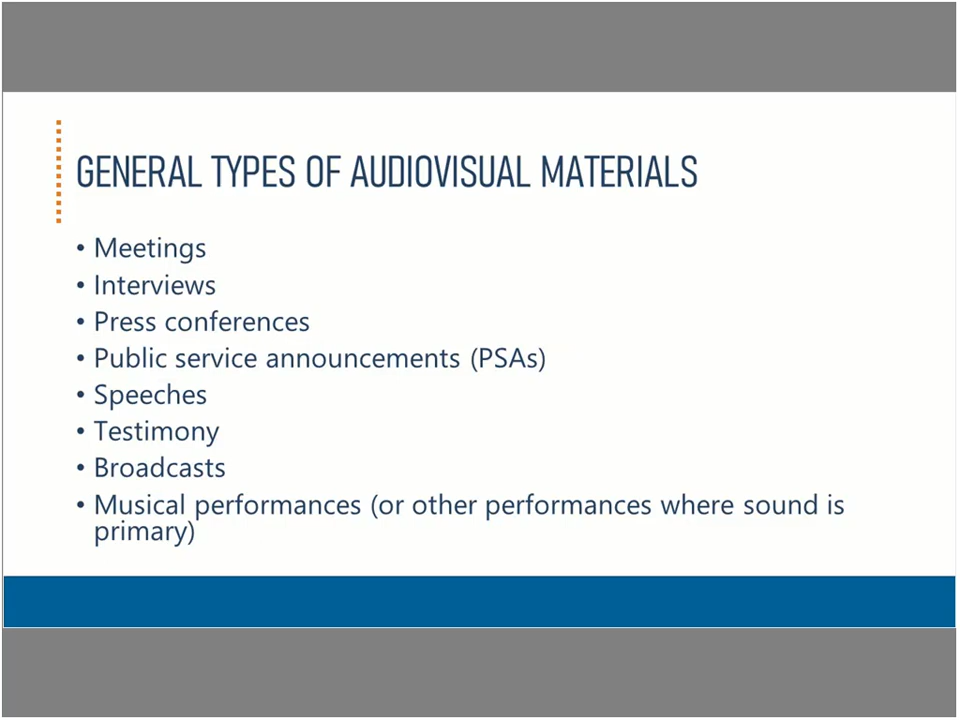 GENERAL TYPES OF AUDIOVISUAL MATERIALS
• Meetings
• Interviews
• Press conferences
• Public service announcements (PSAs)
• Speeches
• Testimony
• Broadcasts
• Musical performances (or other performances where sound is
primary)